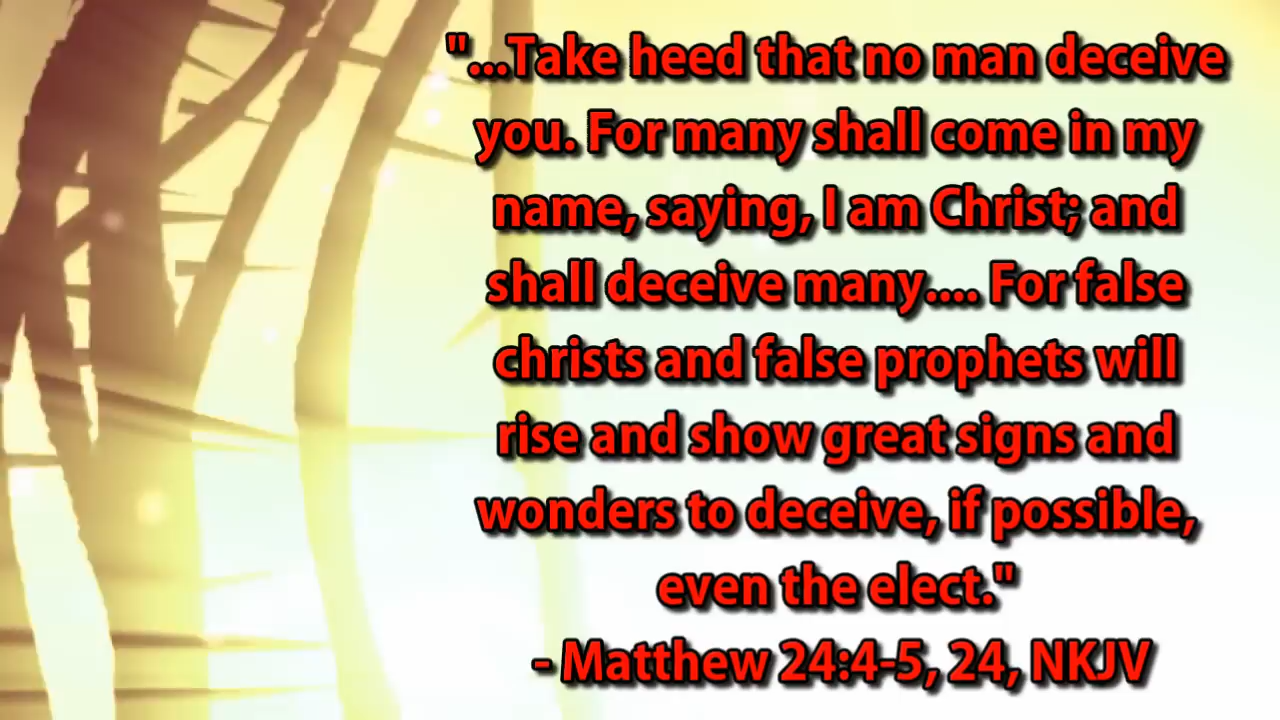 "...Take heed that no man deceive
you. For many shall come in my
name, saying, I am Christ; and
shall deceive many.... For false
christs and false prophets will
rise and show great signs and
wonders to deceive, if possible,
even the elect."
- Matthew 24:4-5, 24, NKJV